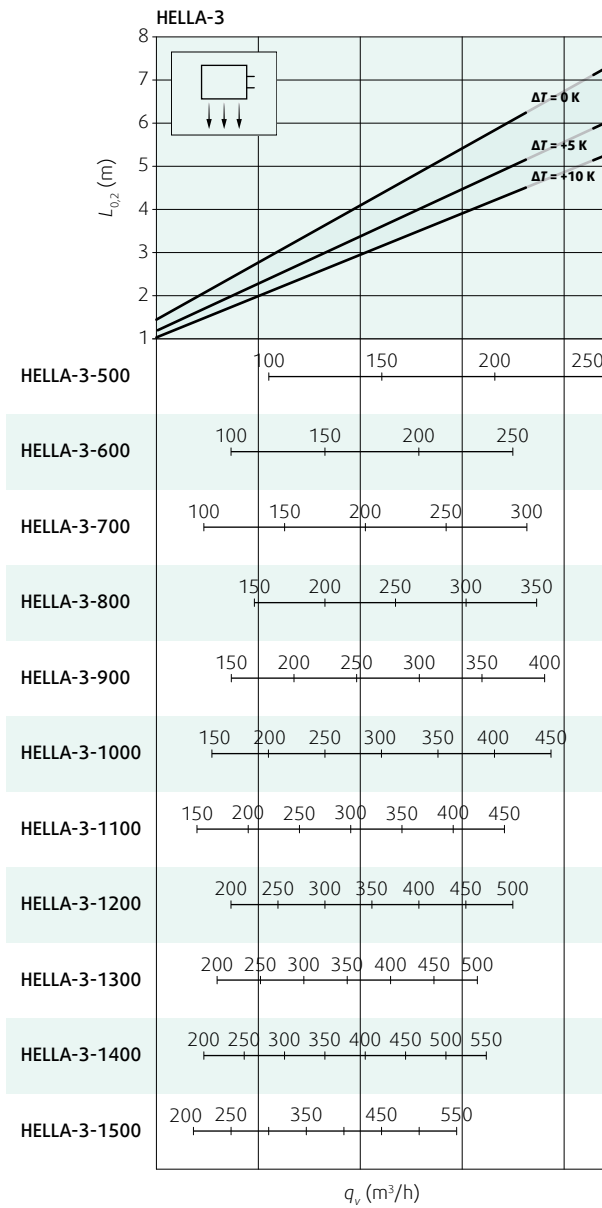 HELLA-3
8
7
6
5
4
3
2
1
L0,2 (m)
ΔT = 0 K
ΔT = +5 K
ΔT = +10 K
HELLA-3-500 100 150 200 250
HELLA-3-600 100 150 200 250
HELLA-3-700 100 150 200 250 300
HELLA-3-800 150 200 250 300 350
HELLA-3-900 150 200 250 300 350 400
HELLA-3-1000 150 200 250 300 350 400 450
HELLA-3-1100 150 200 250 300 350 400 450
HELLA-3-1200 200 250 300 350 400 450 500
HELLA-3-1300 200 250 300 350 400 450 500
HELLA-3-1400 200 250 300 350 400 450 500 550
HELLA-3-1500 200 250 350 450 550
qv (m³/h)